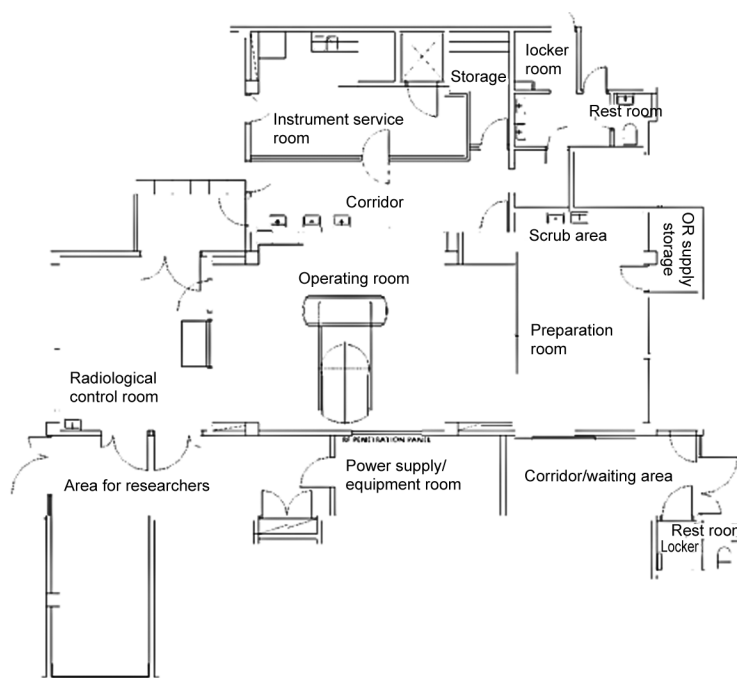 locker
room
Storage
Rest room
Instrument service
room
Corridor
Scrub area
OR supply
storage
Operating room
Preparation
room
Radiological
control room
RF PENETRATION PANEL
Power supply/
equipment room
Corridor/waiting area
Area for researchers
Rest room
Locker